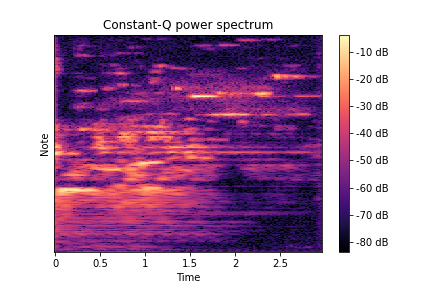 Constant-Q power spectrum
Note
-10 dB
-20 dB
-30 dB
-40 dB
-50 dB
-60 dB
-70 dB
-80 dB
0 0.5 1 1.5 2 2.5
Time